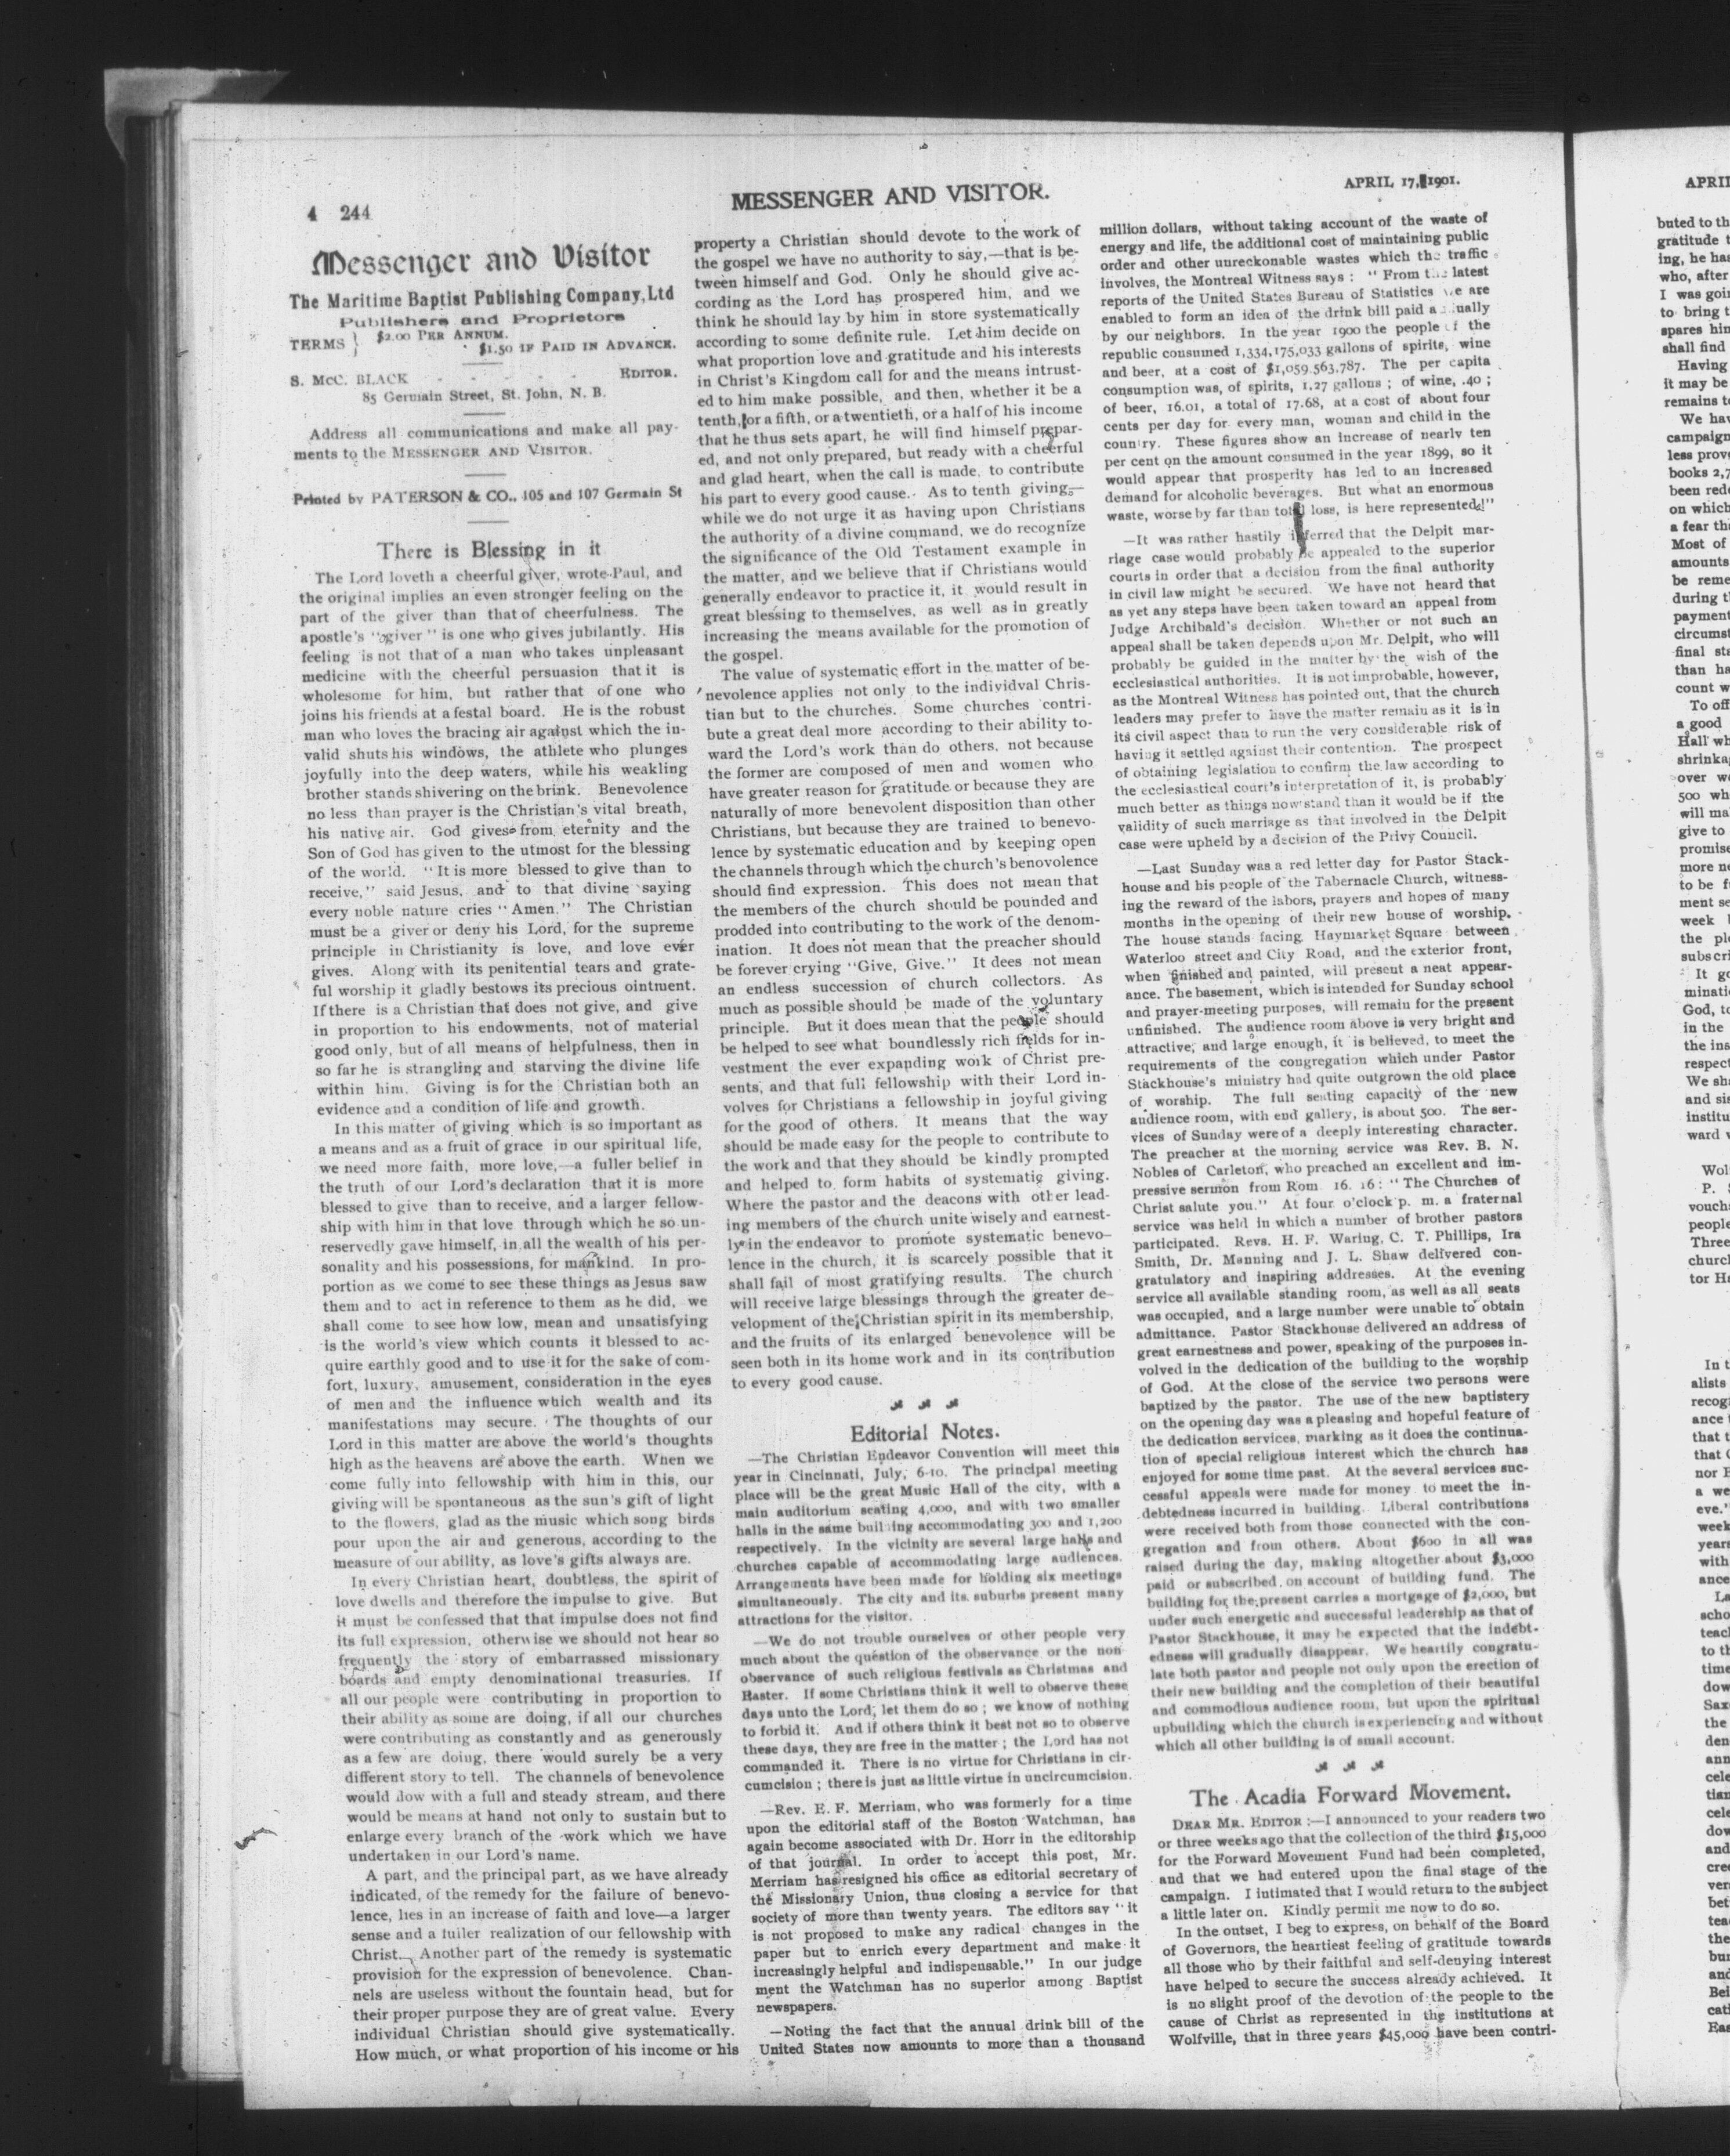 4 244
MESSENGER AND VISITOR.
APRIL 17, 1901.
Messenger and Visitor
The Maritime Baptist Publishing Company, Ltd
Publishers and Proprietors
TERMS } $2.00 PER ANNUM.
$1.50 IF PAID IN ADVANCE.
S. McC. BLACK - - - - - EDITOR.
85 Germain Street, St. John, N. B.
Address all communications and make all pay-
ments to the MESSENGER AND VISITOR.
Printed by PATERSON & CO., 105 and 107 Germain St
There is Blessing in it
The Lord loveth a cheerful giver, wrote Paul, and
the original implies an even stronger feeling on the
part of the giver than that of cheerfulness. The
apostle's "giver" is one who gives jubilantly. His
feeling is not that of a man who takes unpleasant
medicine with the cheerful persuasion that it is
wholesome for him, but rather that of one who
joins his friends at a festal board. He is the robust
man who loves the bracing air against which the in-
valid shuts his windows, the athlete who plunges
joyfully into the deep waters, while his weakling
brother stands shivering on the brink. Benevolence
no less than prayer is the Christian's vital breath,
his native air. God gives from eternity and the
Son of God has given to the utmost for the blessing
of the world. "It is more blessed to give than to
receive," said Jesus, and to that divine saying
every noble nature cries "Amen." The Christian
must be a giver or deny his Lord, for the supreme
principle in Christianity is love, and love ever
gives. Along with its penitential tears and grate-
ful worship it gladly bestows its precious ointment.
If there is a Christian that does not give, and give
in proportion to his endowments, not of material
good only, but of all means of helpfulness, then in
so far he is strangling and starving the divine life
within him. Giving is for the Christian both an
evidence and a condition of life and growth.
In this matter of giving which is so important as
a means and as a fruit of grace in our spiritual life,
we need more faith, more love,—a fuller belief in
the truth of our Lord's declaration that it is more
blessed to give than to receive, and a larger fellow-
ship with him in that love through which he so un-
reservedly gave himself, in all the wealth of his per-
sonality and his possessions, for mankind. In pro-
portion as we come to see these things as Jesus saw
them and to act in reference to them as he did, we
shall come to see how low, mean and unsatisfying
is the world's view which counts it blessed to ac-
quire earthly good and to use it for the sake of com-
fort, luxury, amusement, consideration in the eyes
of men and the influence which wealth and its
manifestations may secure. The thoughts of our
Lord in this matter are above the world's thoughts
high as the heavens are above the earth. When we
come fully into fellowship with him in this, our
giving will be spontaneous as the sun's gift of light
to the flowers, glad as the music which song birds
pour upon the air and generous, according to the
measure of our ability, as love's gifts always are.
In every Christian heart, doubtless, the spirit of
love dwells and therefore the impulse to give. But
it must be confessed that that impulse does not find
its full expression, otherwise we should not hear so
frequently the story of embarrassed missionary
boards and empty denominational treasuries. If
all our people were contributing in proportion to
their ability as some are doing, if all our churches
were contributing as constantly and as generously
as a few are doing, there would surely be a very
different story to tell. The channels of benevolence
would flow with a full and steady stream, and there
would be means at hand not only to sustain but to
enlarge every branch of the work which we have
undertaken in our Lord's name.
A part, and the principal part, as we have already
indicated, of the remedy for the failure of benevo-
lence, lies in an increase of faith and love—a larger
sense and a fuller realization of our fellowship with
Christ. Another part of the remedy is systematic
provision for the expression of benevolence. Chan-
nels are useless without the fountain head, but for
their proper purpose they are of great value. Every
individual Christian should give systematically.
How much, or what proportion of his income or his
property a Christian should devote to the work of
the gospel we have no authority to say,—that is be-
tween himself and God. Only he should give ac-
cording as the Lord has prospered him, and we
think he should lay by him in store systematically
according to some definite rule. Let him decide on
what proportion love and gratitude and his interests
in Christ's Kingdom call for and the means intrust-
ed to him make possible, and then, whether it be a
tenth, or a fifth, or a twentieth, or a half of his income
that he thus sets apart, he will find himself prepar-
ed, and not only prepared, but ready with a cheerful
and glad heart, when the call is made, to contribute
his part to every good cause. As to tenth giving,—
while we do not urge it as having upon Christians
the authority of a divine command, we do recognize
the significance of the Old Testament example in
the matter, and we believe that if Christians would
generally endeavor to practice it, it would result in
great blessing to themselves, as well as in greatly
increasing the means available for the promotion of
the gospel.
The value of systematic effort in the matter of be-
nevolence applies not only to the individval Chris-
tian but to the churches. Some churches contri-
bute a great deal more according to their ability to-
ward the Lord's work than do others, not because
the former are composed of men and women who
have greater reason for gratitude or because they are
naturally of more benevolent disposition than other
Christians, but because they are trained to benevo-
lence by systematic education and by keeping open
the channels through which the church's benovolence
should find expression. This does not mean that
the members of the church should be pounded and
prodded into contributing to the work of the denom-
ination. It does not mean that the preacher should
be forever crying "Give, Give." It dees not mean
an endless succession of church collectors. As
much as possible should be made of the voluntary
principle. But it does mean that the people should
be helped to see what boundlessly rich fields for in-
vestment the ever expanding work of Christ pre-
sents, and that full fellowship with their Lord in-
volves for Christians a fellowship in joyful giving
for the good of others. It means that the way
should be made easy for the people to contribute to
the work and that they should be kindly prompted
and helped to form habits of systematic giving.
Where the pastor and the deacons with other lead-
ing members of the church unite wisely and earnest-
ly in the endeavor to promote systematic benevo-
lence in the church, it is scarcely possible that it
shall fail of most gratifying results. The church
will receive large blessings through the greater de-
velopment of the Christian spirit in its membership,
and the fruits of its enlarged benevolence will be
seen both in its home work and in its contribution
to every good cause.
Editorial Notes.
—The Christian Endeavor Convention will meet this
year in Cincinnati, July, 6-10. The principal meeting
place will be the great Music Hall of the city, with a
main auditorium seating 4,000, and with two smaller
halls in the same building accommodating 300 and 1,200
respectively. In the vicinity are several large halls and
churches capable of accommodating large audiences.
Arrangements have been made for holding six meetings
simultaneously. The city and its suburbs present many
attractions for the visitor.
—We do not trouble ourselves or other people very
much about the question of the observance or the non
observance of such religious festivals as Christmas and
Easter. If some Christians think it well to observe these
days unto the Lord, let them do so ; we know of nothing
to forbid it. And if others think it best not so to observe
these days, they are free in the matter ; the Lord has not
commanded it. There is no virtue for Christians in cir-
cumcision ; there is just as little virtue in uncircumcision.
—Rev. E. F. Merriam, who was formerly for a time
upon the editorial staff of the Boston Watchman, has
again become associated with Dr. Horr in the editorship
of that journal. In order to accept this post, Mr.
Merriam has resigned his office as editorial secretary of
the Missionary Union, thus closing a service for that
society of more than twenty years. The editors say "it
is not proposed to make any radical changes in the
paper but to enrich every department and make it
increasingly helpful and indispensable." In our judge
ment the Watchman has no superior among Baptist
newspapers.
—Noting the fact that the annual drink bill of the
United States now amounts to more than a thousand
million dollars, without taking account of the waste of
energy and life, the additional cost of maintaining public
order and other unreckonable wastes which the traffic
involves, the Montreal Witness says : "From the latest
reports of the United States Bureau of Statistics we are
enabled to form an idea of the drink bill paid annually
by our neighbors. In the year 1900 the people of the
republic consumed 1,334,175,033 gallons of spirits, wine
and beer, at a cost of $1,059.563,787. The per capita
consumption was, of spirits, 1.27 gallons ; of wine, .40 ;
of beer, 16.01, a total of 17.68, at a cost of about four
cents per day for every man, woman and child in the
country. These figures show an increase of nearly ten
per cent on the amount consumed in the year 1899, so it
would appear that prosperity has led to an increased
demand for alcoholic beverages. But what an enormous
waste, worse by far than total loss, is here represented!"
—It was rather hastily inferred that the Delpit mar-
riage case would probably be appealed to the superior
courts in order that a decision from the final authority
in civil law might be secured. We have not heard that
as yet any steps have been taken toward an appeal from
Judge Archibald's decision. Whether or not such an
appeal shall be taken depends upon Mr. Delpit, who will
probably be guided in the matter by the wish of the
ecclesiastical authorities. It is not improbable, however,
as the Montreal Witness has pointed out, that the church
leaders may prefer to have the matter remain as it is in
its civil aspect than to run the very considerable risk of
having it settled against their contention. The prospect
of obtaining legislation to confirm the law according to
the ecclesiastical court's interpretation of it, is probably
much better as things now stand than it would be if the
validity of such marriage as that involved in the Delpit
case were upheld by a decision of the Privy Council.
—Last Sunday was a red letter day for Pastor Stack-
house and his people of the Tabernacle Church, witness-
ing the reward of the labors, prayers and hopes of many
months in the opening of their new house of worship.
The house stands facing Haymarket Square between
Waterloo street and City Road, and the exterior front,
when finished and painted, will present a neat appear-
ance. The basement, which is intended for Sunday school
and prayer-meeting purposes, will remain for the present
unfinished. The audience room above is very bright and
attractive, and large enough, it is believed, to meet the
requirements of the congregation which under Pastor
Stackhouse's ministry had quite outgrown the old place
of worship. The full seating capacity of the new
audience room, with end gallery, is about 500. The ser-
vices of Sunday were of a deeply interesting character.
The preacher at the morning service was Rev. B. N.
Nobles of Carleton, who preached an excellent and im-
pressive sermon from Rom. 16. 16: "The Churches of
Christ salute you." At four o'clock p. m. a fraternal
service was held in which a number of brother pastors
participated. Revs. H. F. Waring, C. T. Phillips, Ira
Smith, Dr. Manning and J. L. Shaw delivered con-
gratulatory and inspiring addresses. At the evening
service all available standing room, as well as all seats
was occupied, and a large number were unable to obtain
admittance. Pastor Stackhouse delivered an address of
great earnestness and power, speaking of the purposes in-
volved in the dedication of the building to the worship
of God. At the close of the service two persons were
baptized by the pastor. The use of the new baptistery
on the opening day was a pleasing and hopeful feature of
the dedication services, marking as it does the continua-
tion of special religious interest which the church has
enjoyed for some time past. At the several services suc-
cessful appeals were made for money to meet the in-
debtedness incurred in building. Liberal contributions
were received both from those connected with the con-
gregation and from others. About $600 in all was
raised during the day, making altogether about $3,000
paid or subscribed on account of building fund. The
building for the present carries a mortgage of $2,000, but
under such energetic and successful leadership as that of
Pastor Stackhouse, it may be expected that the indebt-
edness will gradually disappear. We heartily congratu-
late both pastor and people not only upon the erection of
their new building and the completion of their beautiful
and commodious audience room, but upon the spiritual
upbuilding which the church is experiencing and without
which all other building is of small account.
The Acadia Forward Movement.
DEAR MR. EDITOR :—I announced to your readers two
or three weeks ago that the collection of the third $15,000
for the Forward Movement Fund had been completed,
and that we had entered upon the final stage of the
campaign. I intimated that I would return to the subject
a little later on. Kindly permit me now to do so.
In the outset, I beg to express, on behalf of the Board
of Governors, the heartiest feeling of gratitude towards
all those who by their faithful and self-denying interest
have helped to secure the success already achieved. It
is no slight proof of the devotion of the people to the
cause of Christ as represented in the institutions at
Wolfville, that in three years $45,000 have been contri-